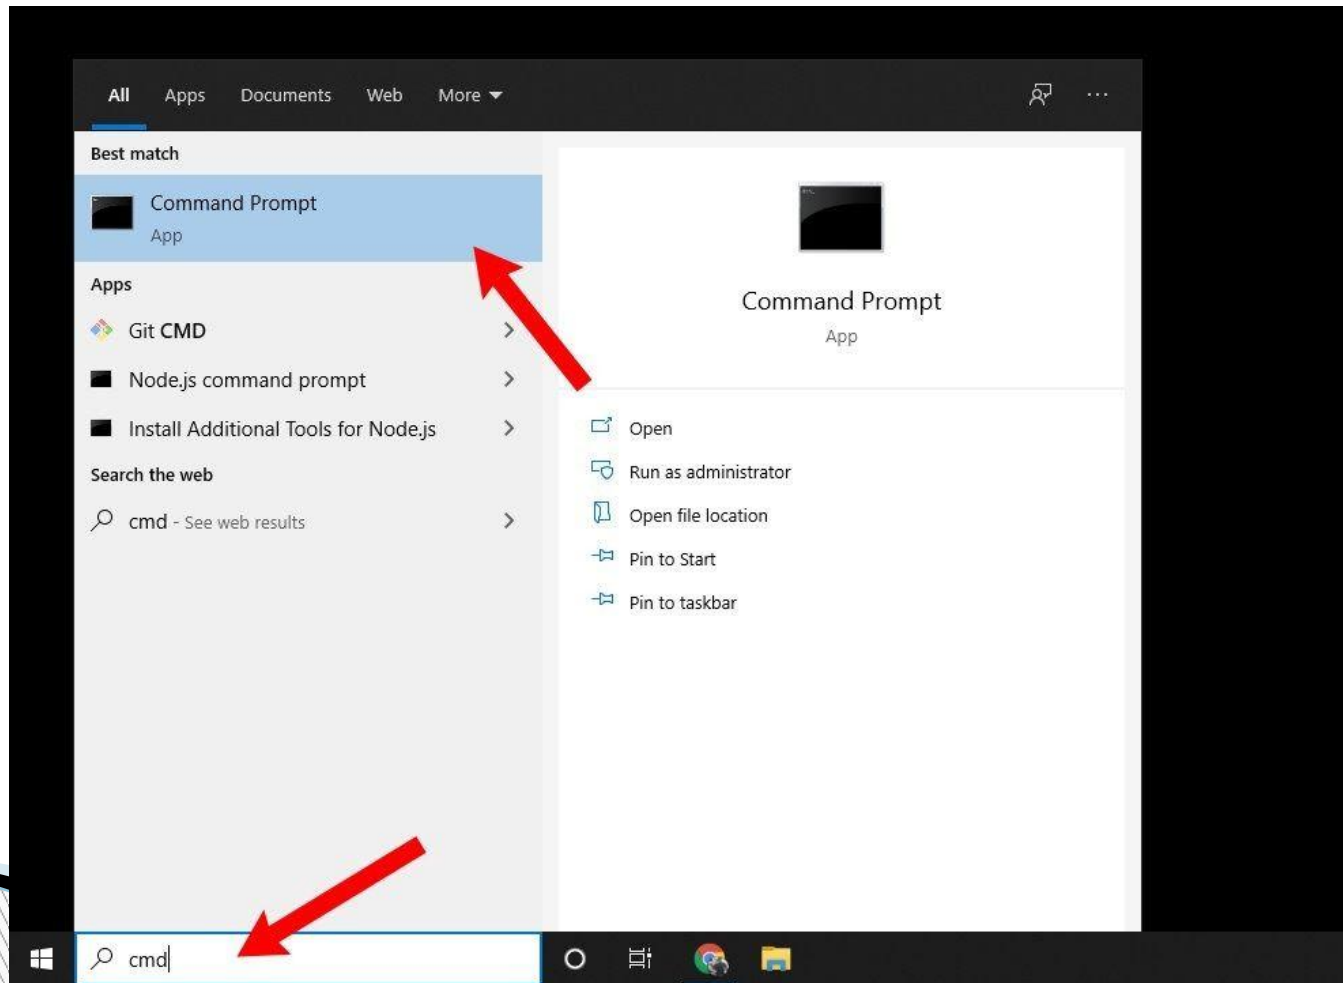 All Apps Documents Web More
Best match
Command Prompt
App
Apps
Git CMD
Node.js command prompt
Install Additional Tools for Node.js
Search the web
cmd - See web results
Command Prompt
App
Open
Run as administrator
Open file location
Pin to Start
Pin to taskbar
cmd